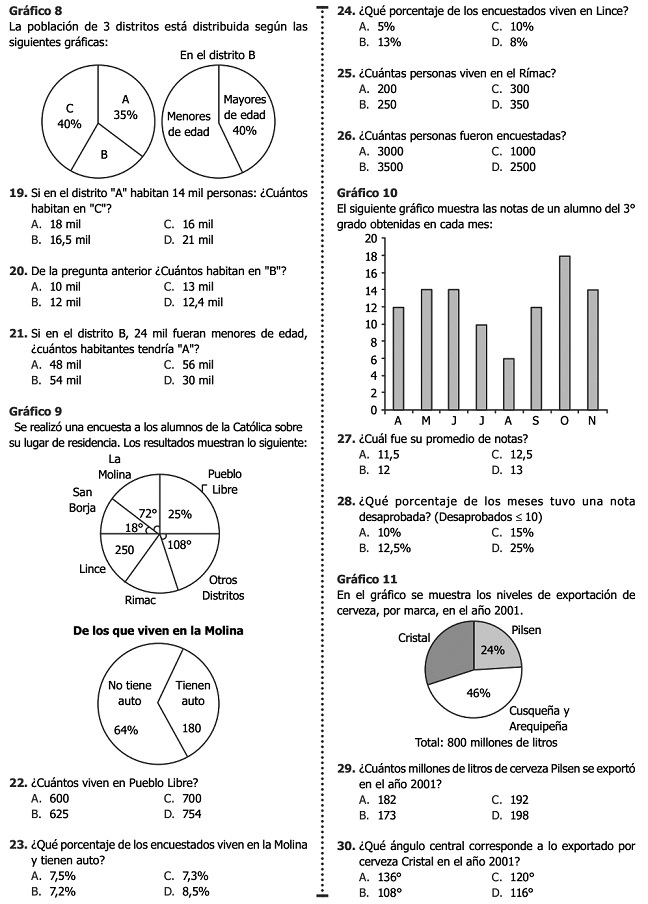 Gráfico 8
La población de 3 distritos está distribuida según las
siguientes gráficas:
En el distrito B
C
40%
A
35%
B
Menores
de edad
Mayores
de edad
40%
19. Si en el distrito "A" habitan 14 mil personas: ¿Cuántos
habitan en "C"?
A. 18 mil C. 16 mil
B. 16,5 mil D. 21 mil
20. De la pregunta anterior ¿Cuántos habitan en "B"?
A. 10 mil C. 13 mil
B. 12 mil D. 12,4 mil
21. Si en el distrito B, 24 mil fueran menores de edad,
¿cuántos habitantes tendría "A"?
A. 48 mil C. 56 mil
B. 54 mil D. 30 mil
Gráfico 9
Se realizó una encuesta a los alumnos de la Católica sobre
su lugar de residencia. Los resultados muestran lo siguiente:
La
Molina
Pueblo
Libre
San
Borja
72°
25%
18°
250
108°
Lince
Rimac
Otros
Distritos
De los que viven en la Molina
No tiene
auto
64%
Tienen
auto
180
22. ¿Cuántos viven en Pueblo Libre?
A. 600 C. 700
B. 625 D. 754
23. ¿Qué porcentaje de los encuestados viven en la Molina
y tienen auto?
A. 7,5% C. 7,3%
B. 7,2% D. 8,5%
24. ¿Qué porcentaje de los encuestados viven en Lince?
A. 5% C. 10%
B. 13% D. 8%
25. ¿Cuántas personas viven en el Rímac?
A. 200 C. 300
B. 250 D. 350
26. ¿Cuántas personas fueron encuestadas?
A. 3000 C. 1000
B. 3500 D. 2500
Gráfico 10
El siguiente gráfico muestra las notas de un alumno del 3°
grado obtenidas en cada mes:
20
18
16
14
12
10
8
6
4
2
0
A M J J A S O N
27. ¿Cuál fue su promedio de notas?
A. 11,5 C. 12,5
B. 12 D. 13
28. ¿Qué porcentaje de los meses tuvo una nota
desaprobada? (Desaprobados ≤ 10)
A. 10% C. 15%
B. 12,5% D. 25%
Gráfico 11
En el gráfico se muestra los niveles de exportación de
cerveza, por marca, en el año 2001.
Cristal
Pilsen
24%
46%
Cusqueña y
Arequipeña
Total: 800 millones de litros
29. ¿Cuántos millones de litros de cerveza Pilsen se exportó
en el año 2001?
A. 182 C. 192
B. 173 D. 198
30. ¿Qué ángulo central corresponde a lo exportado por
cerveza Cristal en el año 2001?
A. 136° C. 120°
B. 108° D. 116°